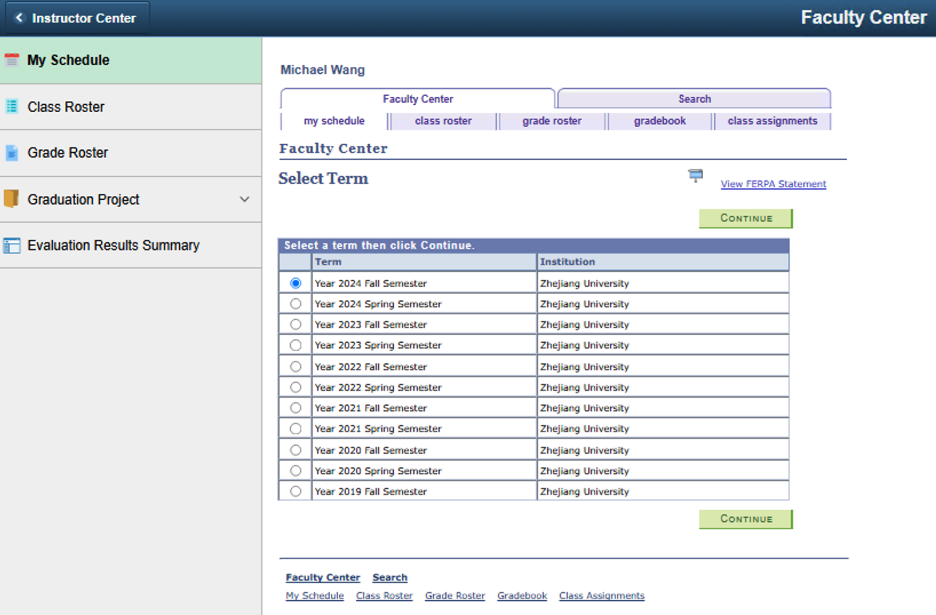 Instructor Center
Faculty Center
My Schedule
Class Roster
Grade Roster
Graduation Project
Evaluation Results Summary
Michael Wang
Faculty Center Search
my schedule class roster grade roster gradebook class assignments
Faculty Center
Select Term
View FERPA Statement
CONTINUE
Select a term then click Continue.
Term Institution
Year 2024 Fall Semester Zhejiang University
Year 2024 Spring Semester Zhejiang University
Year 2023 Fall Semester Zhejiang University
Year 2023 Spring Semester Zhejiang University
Year 2022 Fall Semester Zhejiang University
Year 2022 Spring Semester Zhejiang University
Year 2021 Fall Semester Zhejiang University
Year 2021 Spring Semester Zhejiang University
Year 2020 Fall Semester Zhejiang University
Year 2020 Spring Semester Zhejiang University
Year 2019 Fall Semester Zhejiang University
CONTINUE
Faculty Center Search
My Schedule Class Roster Grade Roster Gradebook Class Assignments